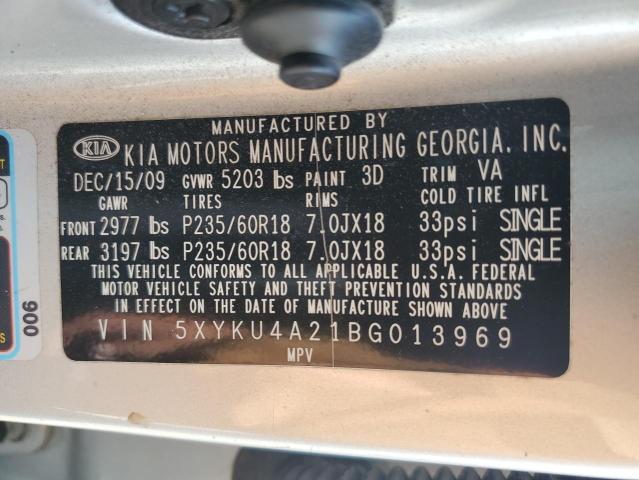 MANUFACTURED BY
KIA KIA MOTORS MANUFACTURING GEORGIA, INC.
DEC/15/09 GVWR 5203 lbs PAINT 3D TRIM VA
GAWR TIRES RIMS COLD TIRE INFL
FRONT 2977 lbs P235/60R18 7.0JX18 33psi SINGLE
REAR 3197 lbs P235/60R18 7.0JX18 33psi SINGLE
THIS VEHICLE CONFORMS TO ALL APPLICABLE U.S.A. FEDERAL
MOTOR VEHICLE SAFETY AND THEFT PREVENTION STANDARDS
IN EFFECT ON THE DATE OF MANUFACTURE SHOWN ABOVE
VIN 5XYKU4A21BG013969
MPV
006